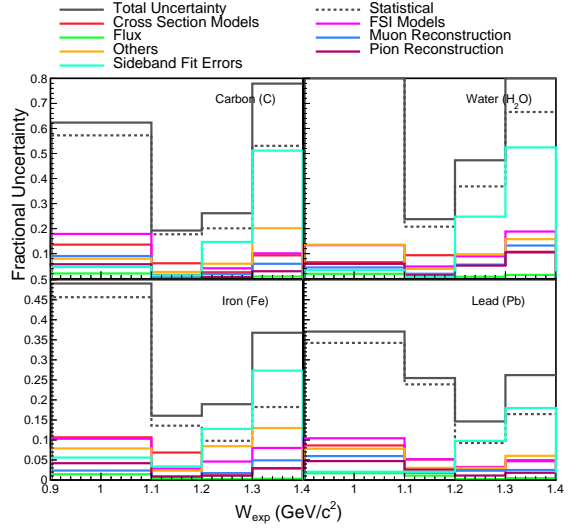 Total Uncertainty
Statistical
Cross Section Models
FSI Models
Flux
Muon Reconstruction
Others
Pion Reconstruction
Sideband Fit Errors
Fractional Uncertainty
0.8
0.7
0.6
0.5
0.4
0.3
0.2
0.1
Carbon (C)
Water (H2O)
0.5
0.45
0.4
0.35
0.3
0.25
0.2
0.15
0.1
0.05
0
Iron (Fe)
Lead (Pb)
0.9 1 1.1 1.2 1.3 1.4 1 1.1 1.2 1.3 1.4
Wexp (GeV/c2)